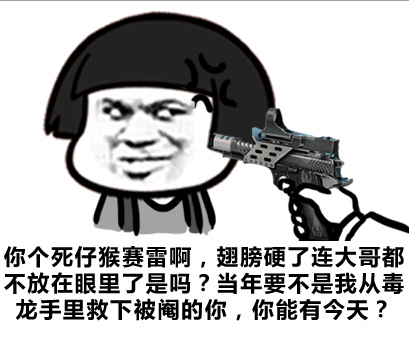 你个死仔猴赛雷啊，翅膀硬了连大哥都
不放在眼里了是吗？当年要不是我从毒
龙手里救下被阉的你，你能有今天？